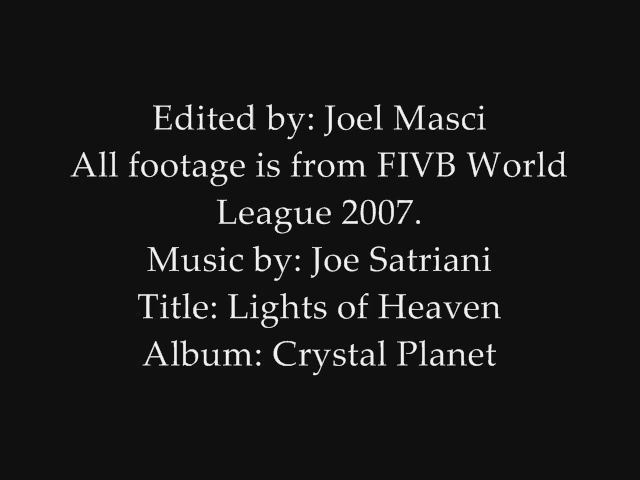 Edited by: Joel Masci
All footage is from FIVB World
League 2007.
Music by: Joe Satriani
Title: Lights of Heaven
Album: Crystal Planet